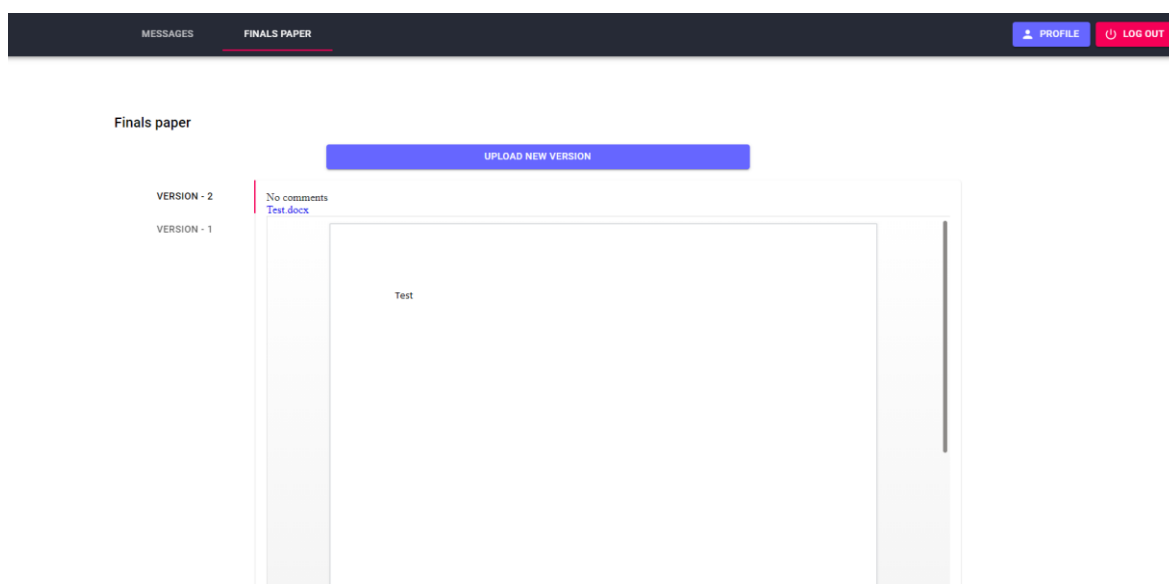 MESSAGES FINALS PAPER PROFILE LOG OUT
Finals paper
UPLOAD NEW VERSION
VERSION - 2
VERSION - 1
No comments
Test.docx
Test